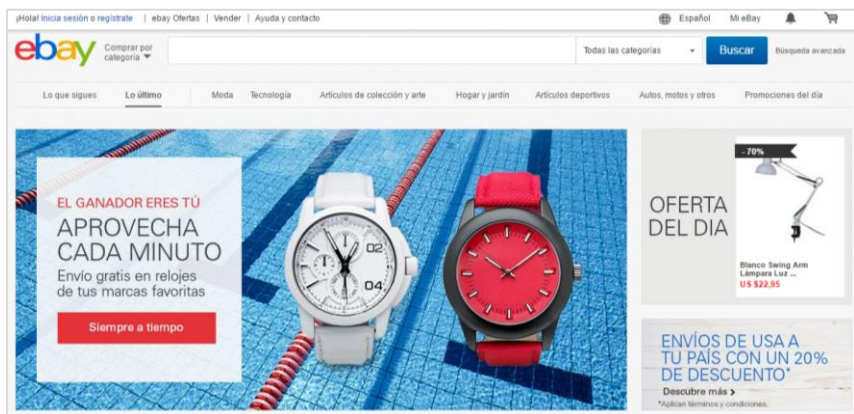 ¡Hola! Inicia sesión o regístrate | ebay Ofertas | Vender | Ayuda y contacto
Español Mi eBay
ebay
Comprar por
categoría
Todas las categorías
Buscar
Búsqueda avanzada
Lo que sigues Lo último Moda Tecnología Artículos de colección y arte Hogar y jardín Artículos deportivos Autos, motos y otros Promociones del día
EL GANADOR ERES TÚ
APROVECHA
CADA MINUTO
Envío gratis en relojes
de tus marcas favoritas
Siempre a tiempo
02
04
OFERTA
DEL DIA
- 70%
Blanco Swing Arm
Lámpara Luz ...
US $22,95
ENVÍOS DE USA A
TU PAÍS CON UN 20%
DE DESCUENTO*
Descubre más >
*Aplican términos y condiciones.